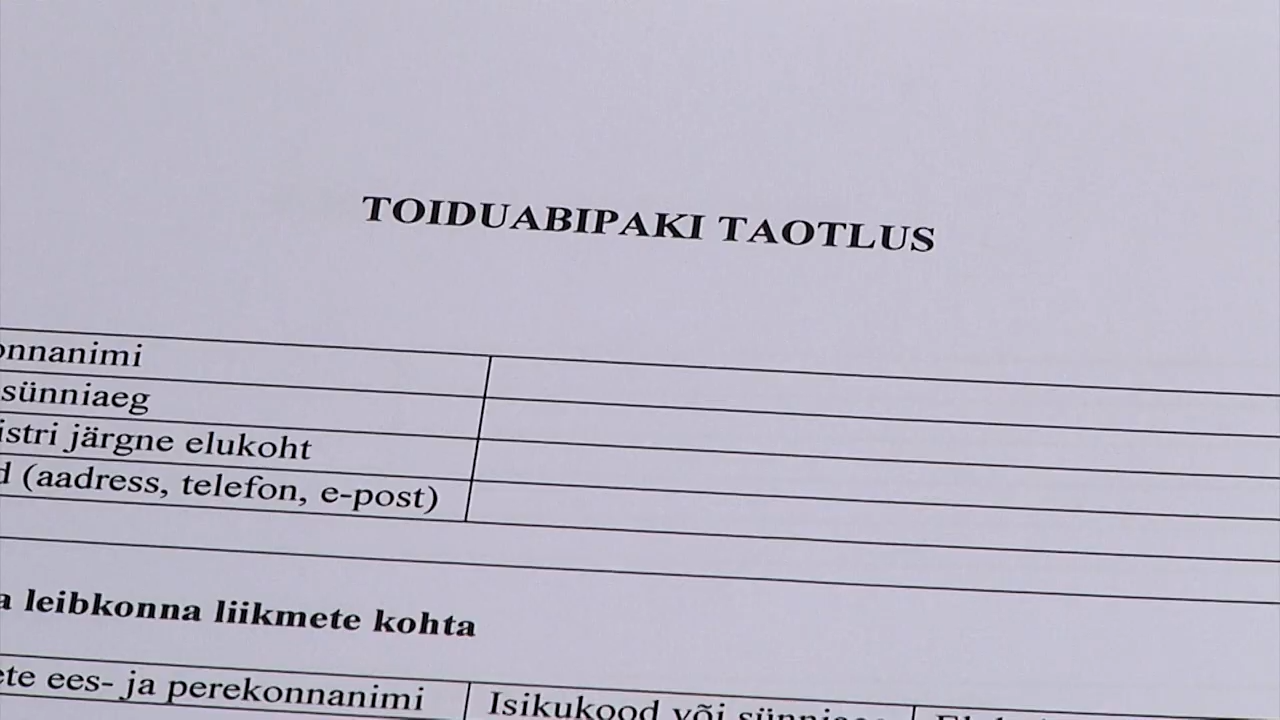 TOIDUABIPAKI TAOTLUS
onnanimi
sünniaeg
istri järgne elukoht
d (aadress, telefon, e-post)
a leibkonna liikmete kohta
ete ees- ja perekonnanimi
Isikukood või